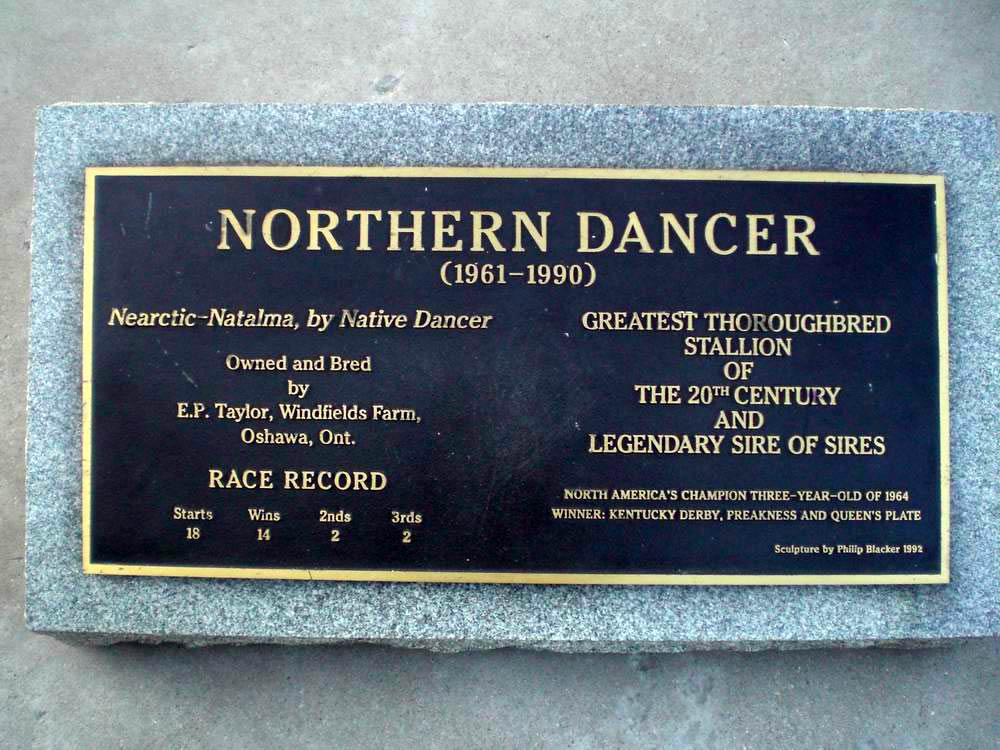 NORTHERN DANCER
(1961–1990)
Nearctic–Natalma, by Native Dancer
Owned and Bred
by
E.P. Taylor, Windfields Farm,
Oshawa, Ont.
RACE RECORD
Starts Wins 2nds 3rds
18 14 2 2
GREATEST THOROUGHBRED
STALLION
OF
THE 20TH CENTURY
AND
LEGENDARY SIRE OF SIRES
NORTH AMERICA'S CHAMPION THREE–YEAR–OLD OF 1964
WINNER: KENTUCKY DERBY, PREAKNESS AND QUEEN'S PLATE
Sculpture by Philip Blacker 1992